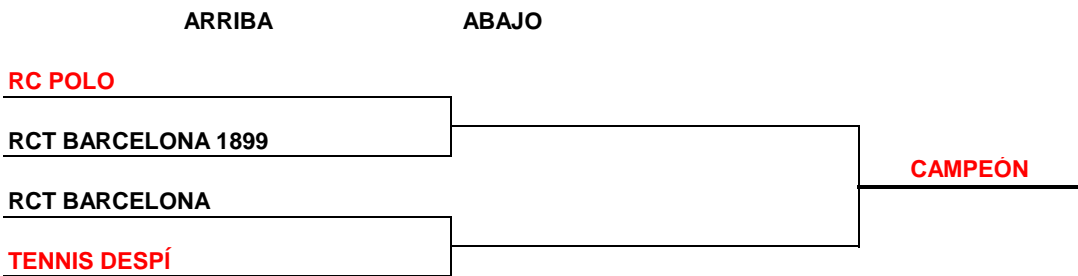 ARRIBA ABAJO
RC POLO
RCT BARCELONA 1899
CAMPEÓN
RCT BARCELONA
TENNIS DESPÍ